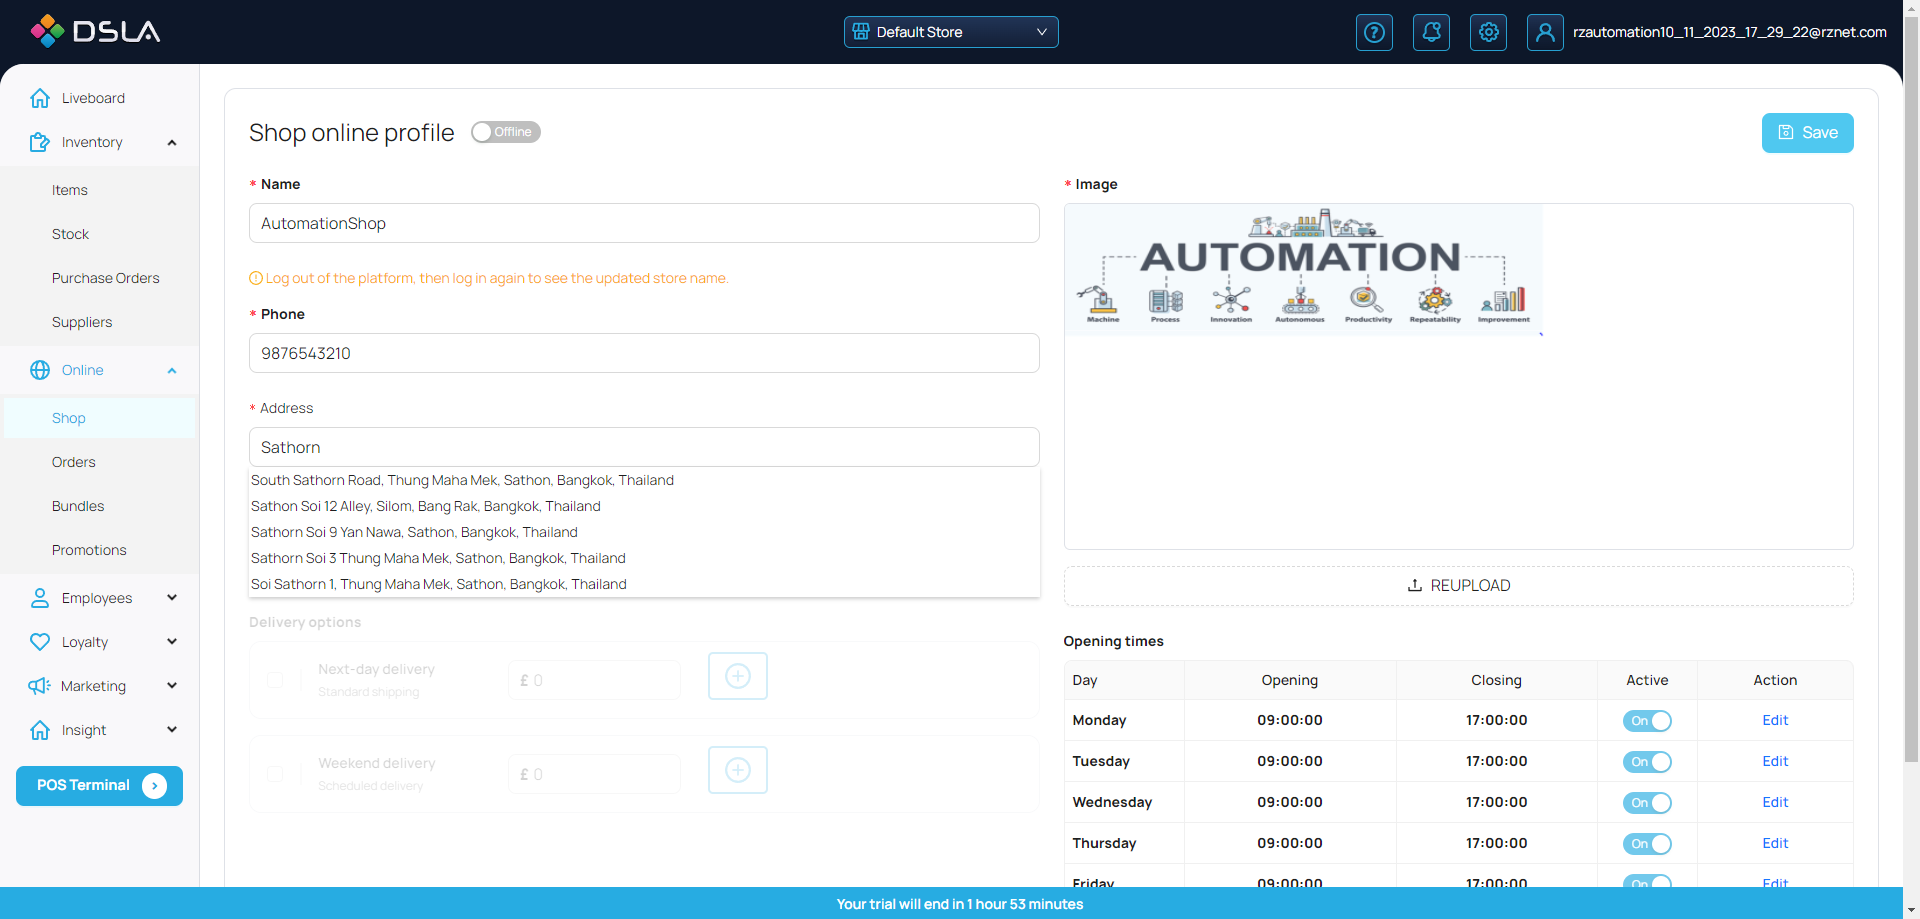 DSLA
Default Store
rzautomation10_11_2023_17_29_22@rznet.com
Liveboard
Inventory
Items
Stock
Purchase Orders
Suppliers
Online
Shop
Orders
Bundles
Promotions
Employees
Loyalty
Marketing
Insight
POS Terminal
Shop online profile
Offline
Save
* Name
AutomationShop
Log out of the platform, then log in again to see the updated store name.
* Phone
9876543210
* Address
Sathorn
South Sathorn Road, Thung Maha Mek, Sathon, Bangkok, Thailand
Sathon Soi 12 Alley, Silom, Bang Rak, Bangkok, Thailand
Sathorn Soi 9 Yan Nawa, Sathon, Bangkok, Thailand
Sathorn Soi 3 Thung Maha Mek, Sathon, Bangkok, Thailand
Soi Sathorn 1, Thung Maha Mek, Sathon, Bangkok, Thailand
Delivery options
Next-day delivery
Standard shipping
£ 0
Weekend delivery
Scheduled delivery
£ 0
* Image
AUTOMATION
Machine Process Innovation Autonomous Productivity Repeatability Improvement
REUPLOAD
Opening times
Day Opening Closing Active Action
Monday 09:00:00 17:00:00 On Edit
Tuesday 09:00:00 17:00:00 On Edit
Wednesday 09:00:00 17:00:00 On Edit
Thursday 09:00:00 17:00:00 On Edit
Friday 09:00:00 17:00:00 On Edit
Your trial will end in 1 hour 53 minutes